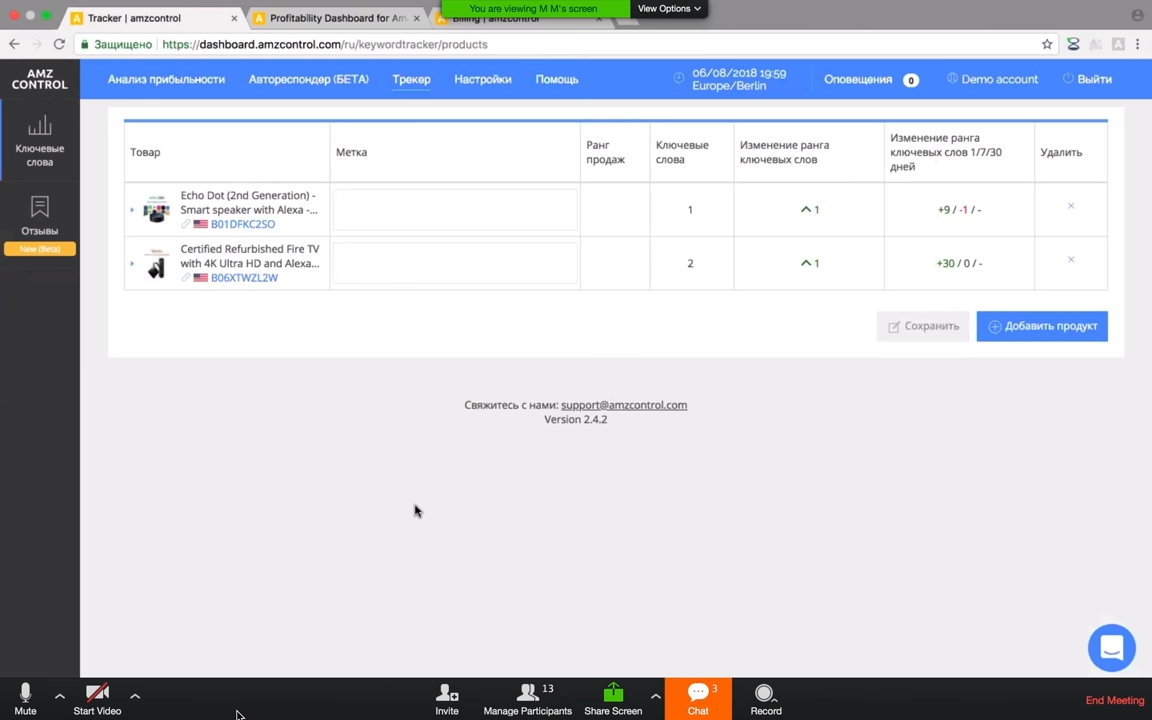 You are viewing M M's screen
View Options
Tracker | amzcontrol
Profitability Dashboard for Am
Billing | amzcontrol
Защищено
https://dashboard.amzcontrol.com/ru/keywordtracker/products
AMZ
CONTROL
Анализ прибыльности
Автореспондер (БЕТА)
Трекер
Настройки
Помощь
06/08/2018 19:59
Europe/Berlin
Оповещения
0
Demo account
Выйти
Ключевые
слова
Отзывы
New (Beta)
Товар
Метка
Ранг
продаж
Ключевые
слова
Изменение ранга
ключевых слов
Изменение ранга
ключевых слов 1/7/30
дней
Удалить
Echo Dot (2nd Generation) -
Smart speaker with Alexa -...
B01DFKC2SO
1
1
+9 / -1 / -
Certified Refurbished Fire TV
with 4K Ultra HD and Alexa...
B06XTWZL2W
2
1
+30 / 0 / -
Сохранить
Добавить продукт
Свяжитесь с нами: support@amzcontrol.com
Version 2.4.2
Mute
Start Video
Invite
13
Manage Participants
Share Screen
3
Chat
Record
End Meeting